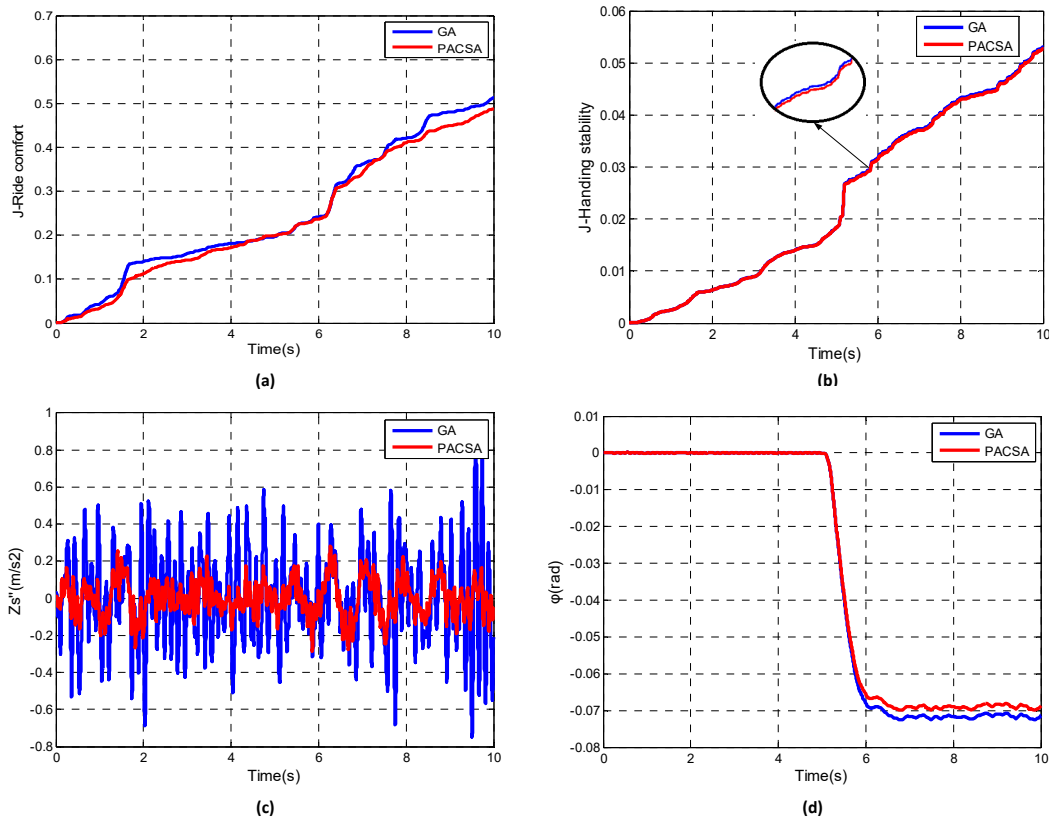 0.7
0.6
0.5
0.4
0.3
0.2
0.1
0
0 2 4 6 8 10
J-Ride comfort
Time(s)
GA
PACSA
(a)
0.06
0.05
0.04
0.03
0.02
0.01
0
0 2 4 6 8 10
J-Handing stability
Time(s)
GA
PACSA
(b)
1
0.8
0.6
0.4
0.2
0
-0.2
-0.4
-0.6
-0.8
0 2 4 6 8 10
Zs" (m/s2)
Time(s)
GA
PACSA
(c)
0.01
0
-0.01
-0.02
-0.03
-0.04
-0.05
-0.06
-0.07
-0.08
0 2 4 6 8 10
φ(rad)
Time(s)
GA
PACSA
(d)